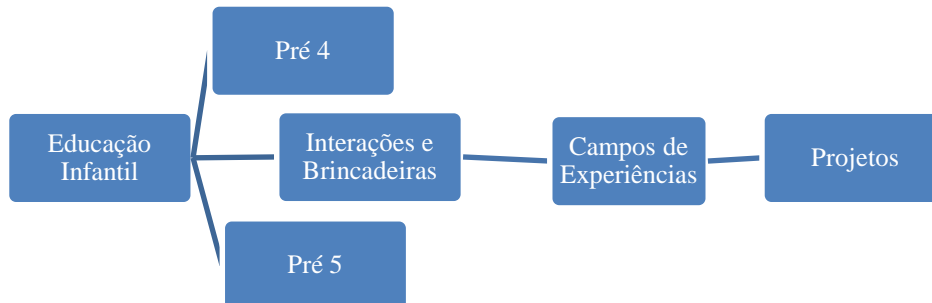 Pré 4
Educação
Infantil
Interações e
Brincadeiras
Campos de
Experiências
Projetos
Pré 5